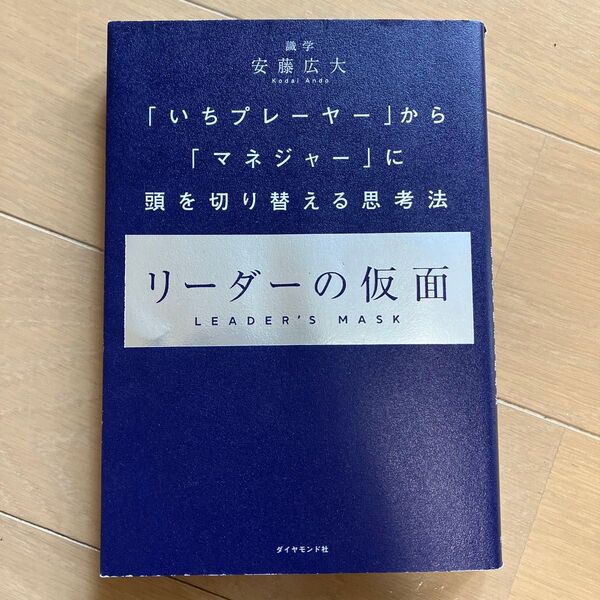 識学
安藤広大
Kodai Ando
「いちプレーヤー」から
「マネジャー」に
頭を切り替える思考法
リーダーの仮面
LEADER'S MASK
ダイヤモンド社